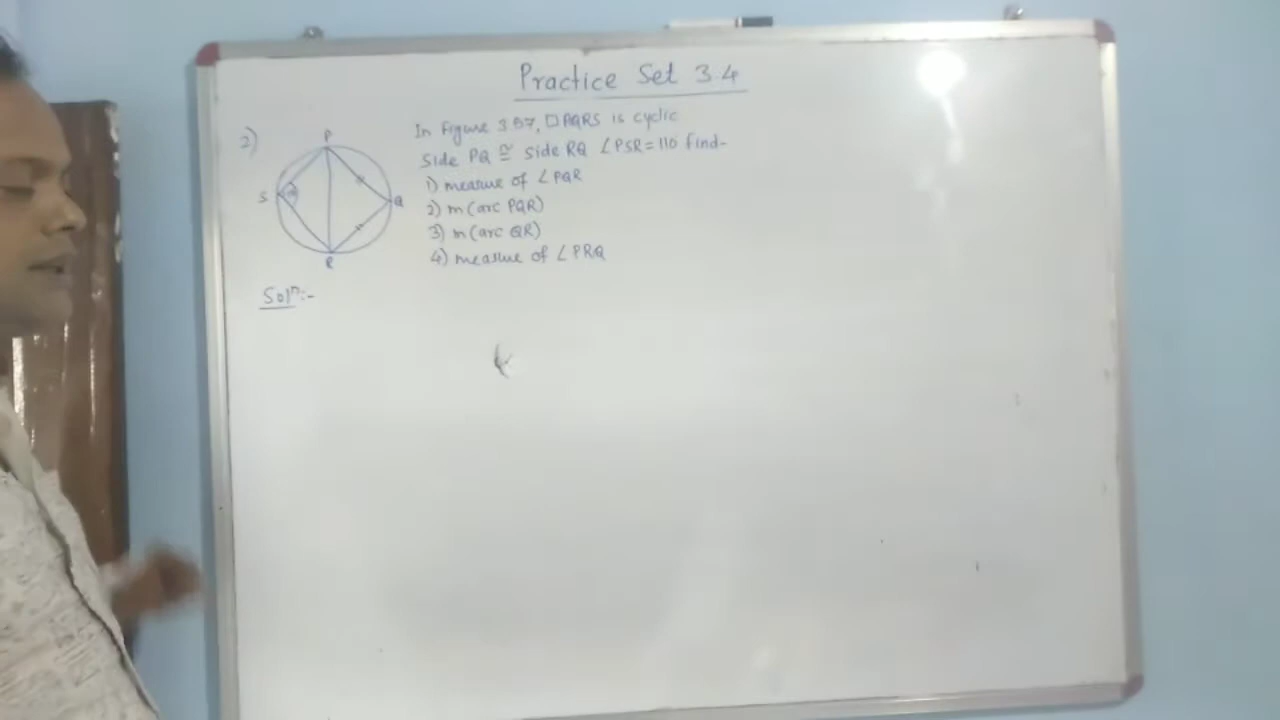 Practice Set 3.4
2)
In figure 3.57, □PQRS is cyclic
Side PQ ≅ side RQ ∠PSR=110 find-
1) measure of ∠PQR
2) m(arc PQR)
3) m(arc QR)
4) measure of ∠PRQ
P
S
Q
R
Solⁿ:-